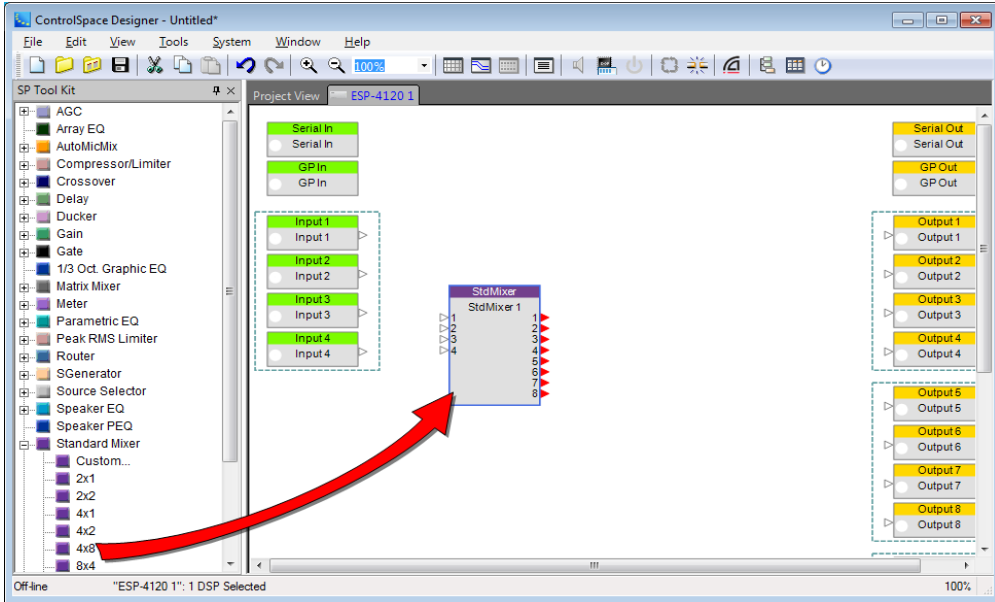 ControlSpace Designer - Untitled*
File Edit View Tools System Window Help
100%
SP Tool Kit
Project View ESP-4120 1
AGC
Array EQ
AutoMicMix
Compressor/Limiter
Crossover
Delay
Ducker
Gain
Gate
1/3 Oct. Graphic EQ
Matrix Mixer
Meter
Parametric EQ
Peak RMS Limiter
Router
SGenerator
Source Selector
Speaker EQ
Speaker PEQ
Standard Mixer
Custom...
2x1
2x2
4x1
4x2
4x8
8x4
Serial In
Serial In
GP In
GP In
Input 1
Input 1
Input 2
Input 2
Input 3
Input 3
Input 4
Input 4
StdMixer
StdMixer 1
1 1
2 2
3 3
4 4
5
6
7
8
Serial Out
Serial Out
GP Out
GP Out
Output 1
Output 1
Output 2
Output 2
Output 3
Output 3
Output 4
Output 4
Output 5
Output 5
Output 6
Output 6
Output 7
Output 7
Output 8
Output 8
Off-line "ESP-4120 1": 1 DSP Selected 100%